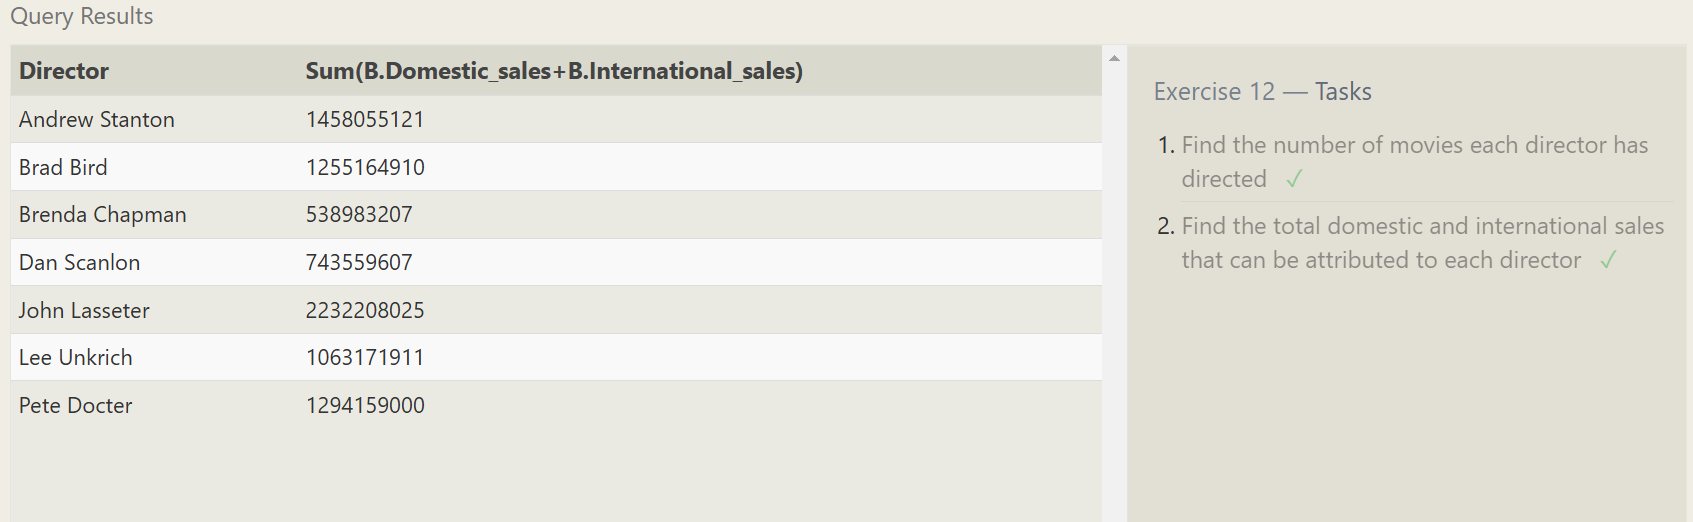 Query Results
Director Sum(B.Domestic_sales+B.International_sales)
Andrew Stanton 1458055121
Brad Bird 1255164910
Brenda Chapman 538983207
Dan Scanlon 743559607
John Lasseter 2232208025
Lee Unkrich 1063171911
Pete Docter 1294159000
Exercise 12 — Tasks
1. Find the number of movies each director has
directed ✓
2. Find the total domestic and international sales
that can be attributed to each director ✓